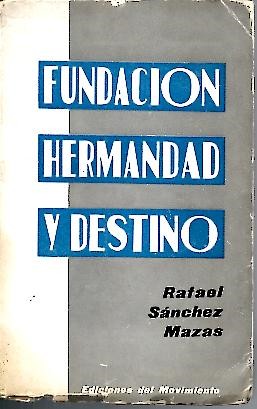 FUNDACION
HERMANDAD
Y DESTINO
Rafael
Sánchez
Mazas
Ediciones del Movimiento